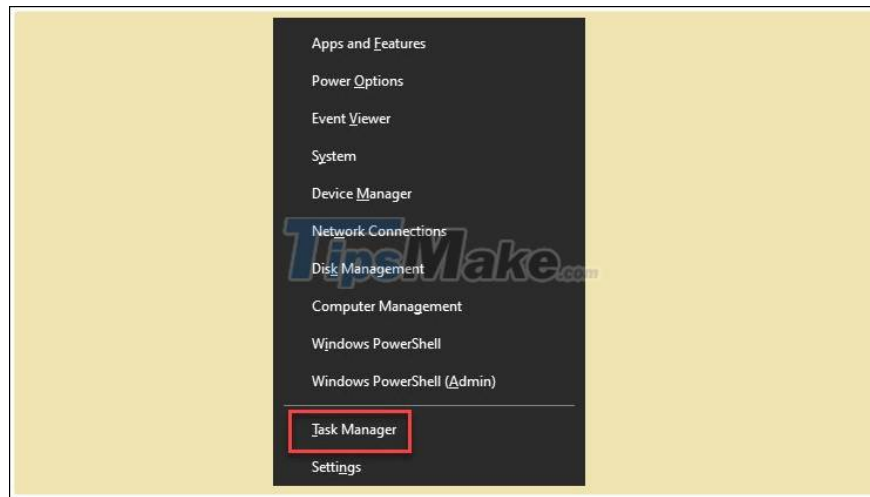 Apps and Features
Power Options
Event Viewer
System
Device Manager
Network Connections
TipsMake.com
Disk Management
Computer Management
Windows PowerShell
Windows PowerShell (Admin)
Task Manager
Settings